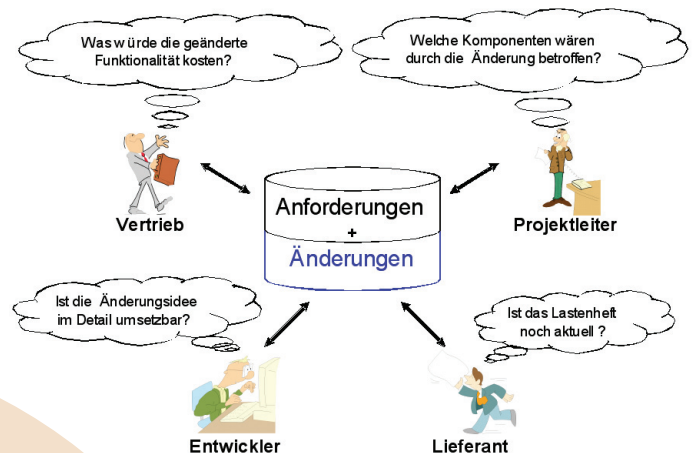 Was würde die geänderte
Funktionalität kosten?
Welche Komponenten wären
durch die Änderung betroffen?
Vertrieb
Projektleiter
Anforderungen
+
Änderungen
Ist die Änderungsidee
im Detail umsetzbar?
Ist das Lastenheft
noch aktuell ?
Entwickler
Lieferant